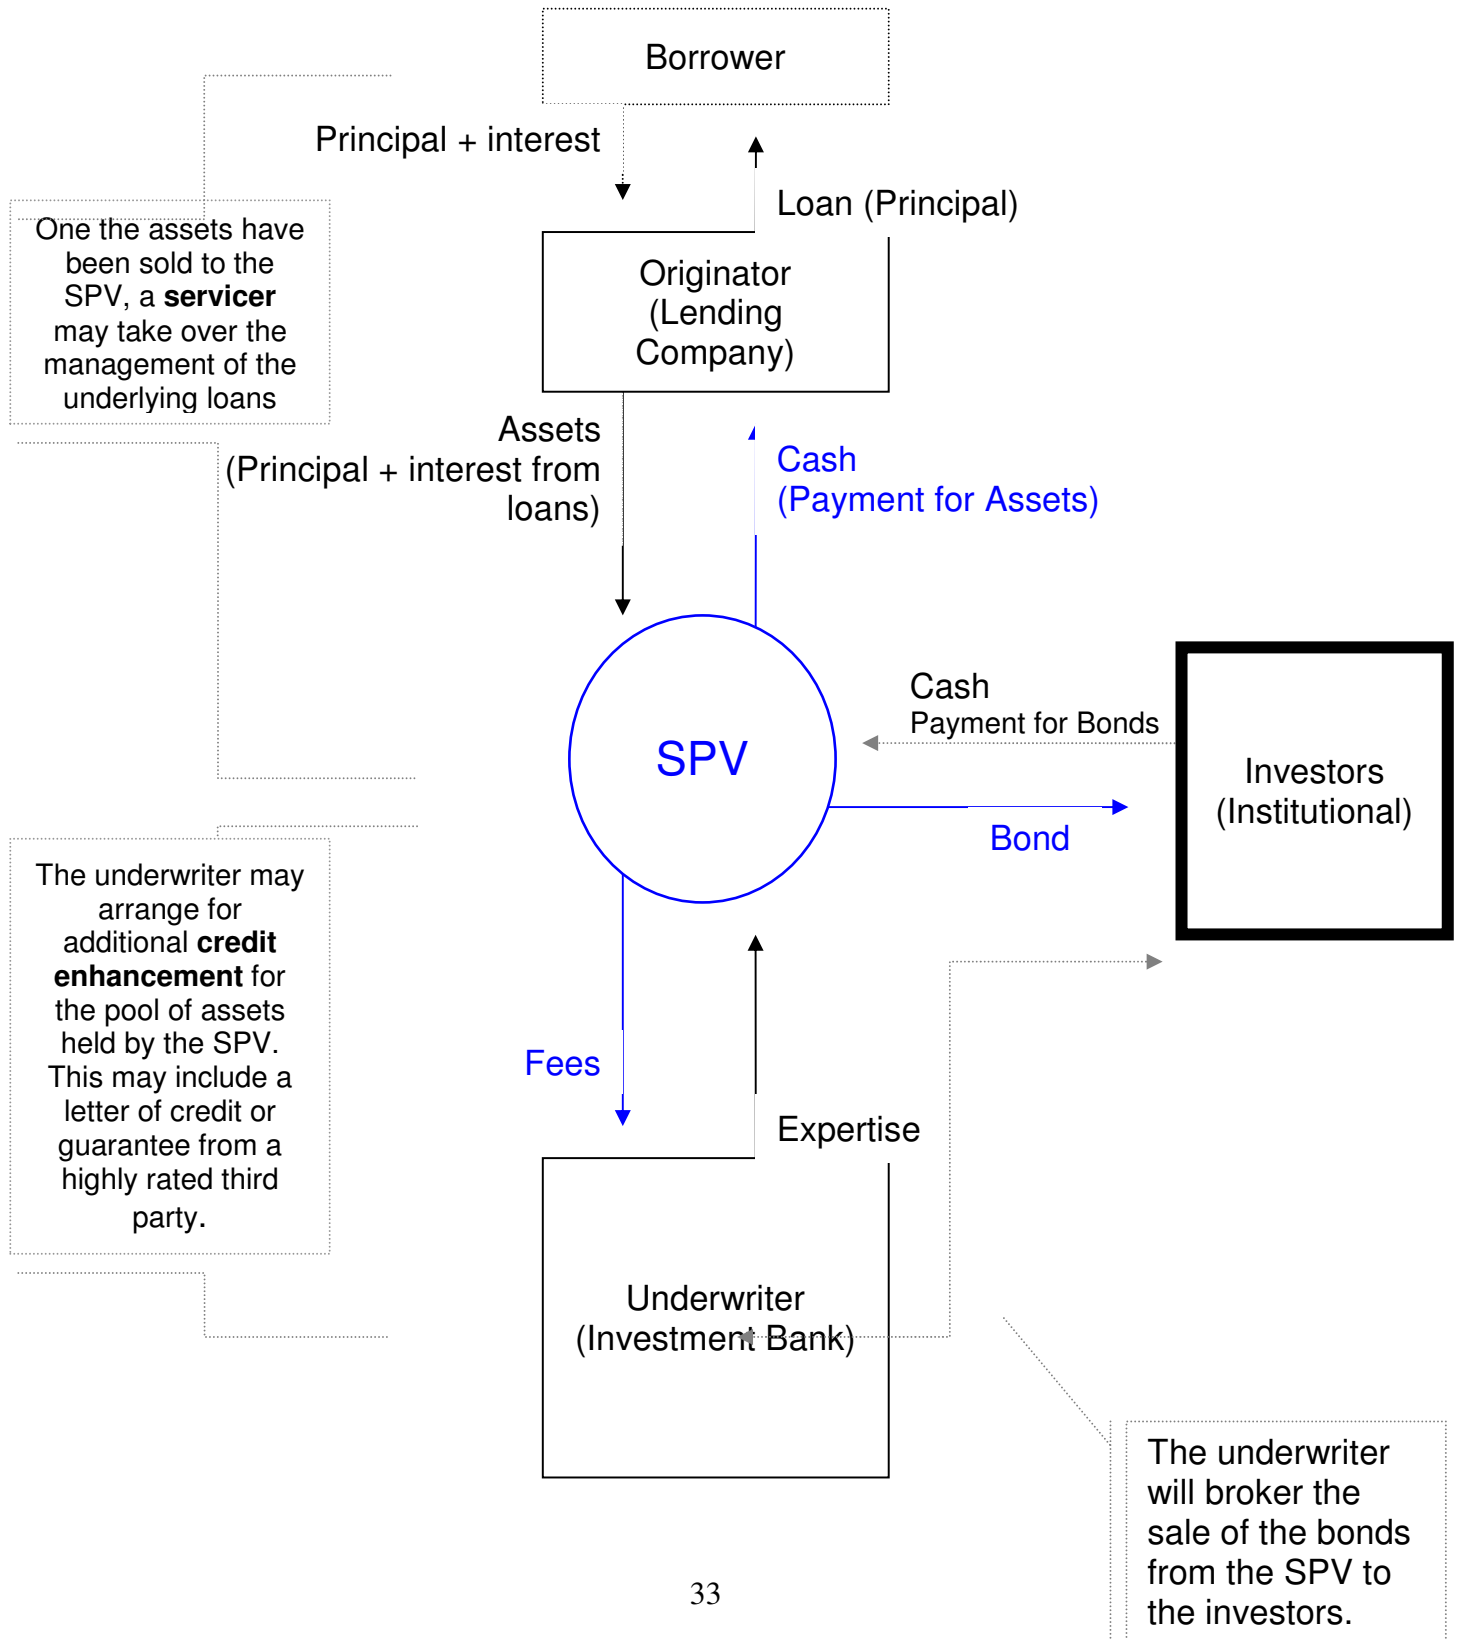 Borrower
Principal + interest
Loan (Principal)
One the assets have
been sold to the
SPV, a servicer
may take over the
management of the
underlying loans
Originator
(Lending
Company)
Assets
(Principal + interest from
loans)
Cash
(Payment for Assets)
SPV
Cash
Payment for Bonds
Investors
(Institutional)
Bond
The underwriter may
arrange for
additional credit
enhancement for
the pool of assets
held by the SPV.
This may include a
letter of credit or
guarantee from a
highly rated third
party.
Fees
Expertise
Underwriter
(Investment Bank)
The underwriter
will broker the
sale of the bonds
from the SPV to
the investors.
33